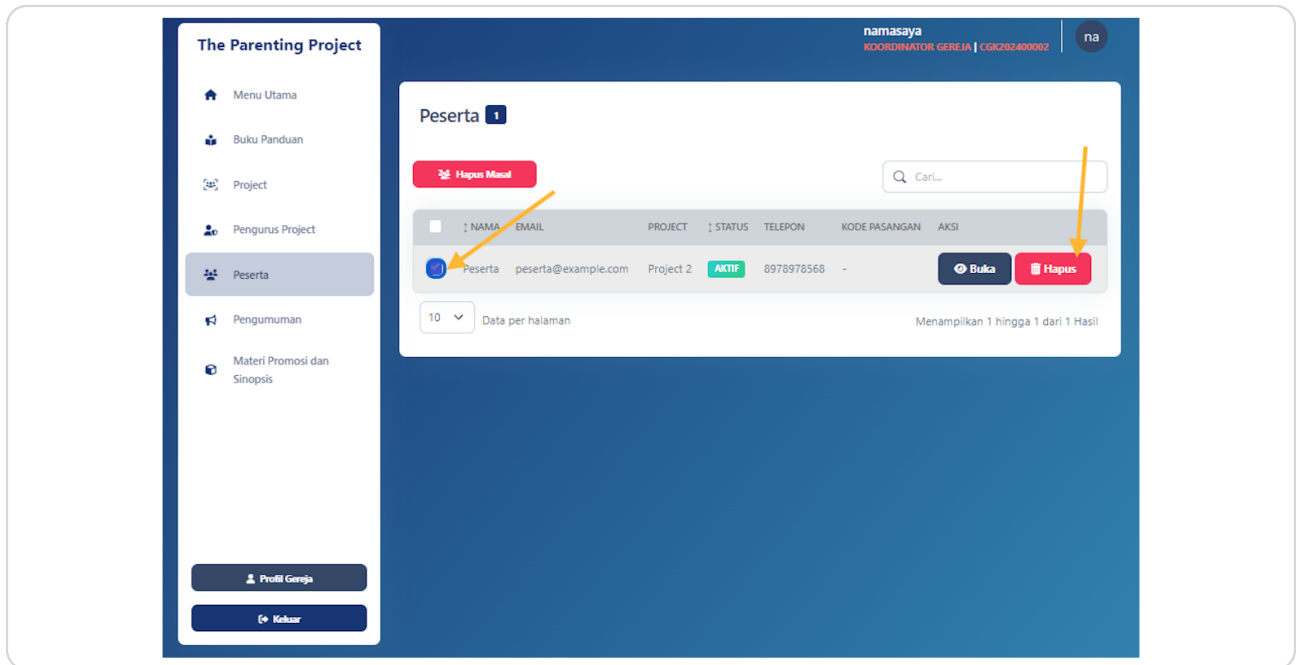 The Parenting Project
Menu Utama
Buku Panduan
Project
Pengurus Project
Peserta
Pengumuman
Materi Promosi dan
Sinopsis
Profil Gereja
Keluar
namasaya
KOORDINATOR GEREJA | CGK202400002
na
Peserta 1
Hapus Masal
Cari...
NAMA EMAIL PROJECT STATUS TELEPON KODE PASANGAN AKSI
Peserta peserta@example.com Project 2 AKTIF 8978978568 - Buka Hapus
10 Data per halaman
Menampilkan 1 hingga 1 dari 1 Hasil